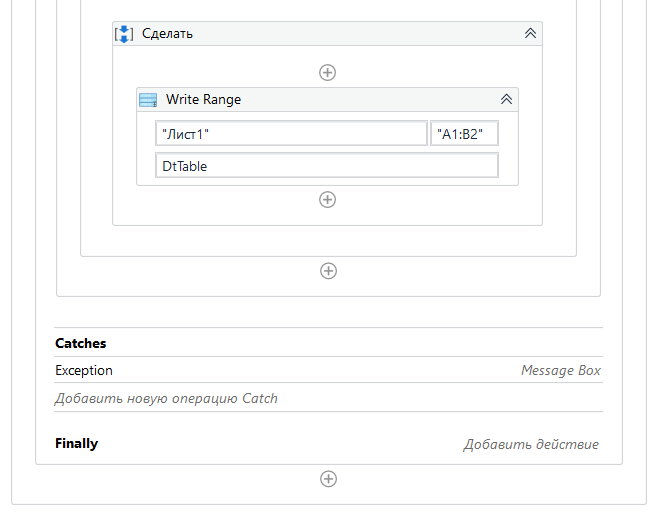 Сделать
Write Range
"Лист1" "A1:B2"
DtTable
Catches
Exception Message Box
Добавить новую операцию Catch
Finally Добавить действие